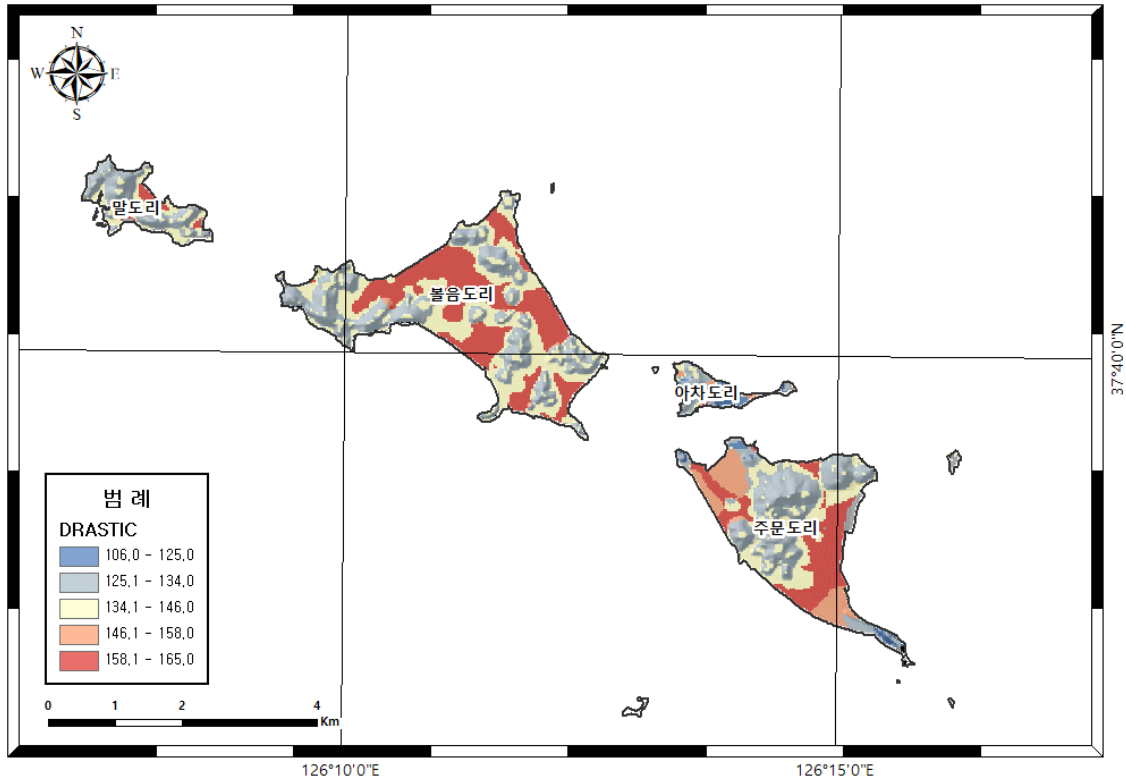 N
W E
S
말도리
볼음도리
아차도리
주문도리
37°40'0"N
범 례
DRASTIC
106,0 - 125,0
125,1 - 134,0
134,1 - 146,0
146,1 - 158,0
158,1 - 165,0
0 1 2 4
Km
126°10'0"E 126°15'0"E